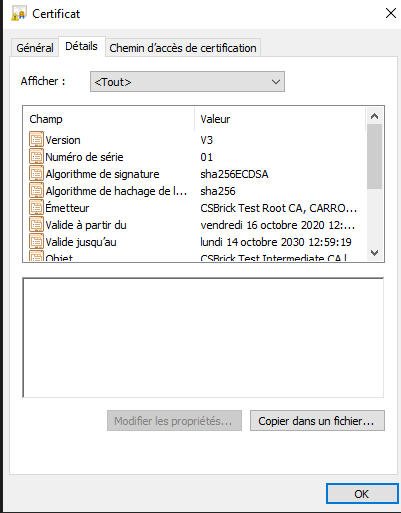 Certificat
Général Détails Chemin d'accès de certification
Afficher : <Tout>
Champ Valeur
Version V3
Numéro de série 01
Algorithme de signature sha256ECDSA
Algorithme de hachage de l... sha256
Émetteur CSBrick Test Root CA, CARRO...
Valide à partir du vendredi 16 octobre 2020 12:...
Valide jusqu'au lundi 14 octobre 2030 12:59:19
Objet CSBrick Test Intermediate CA
Modifier les propriétés... Copier dans un fichier...
OK